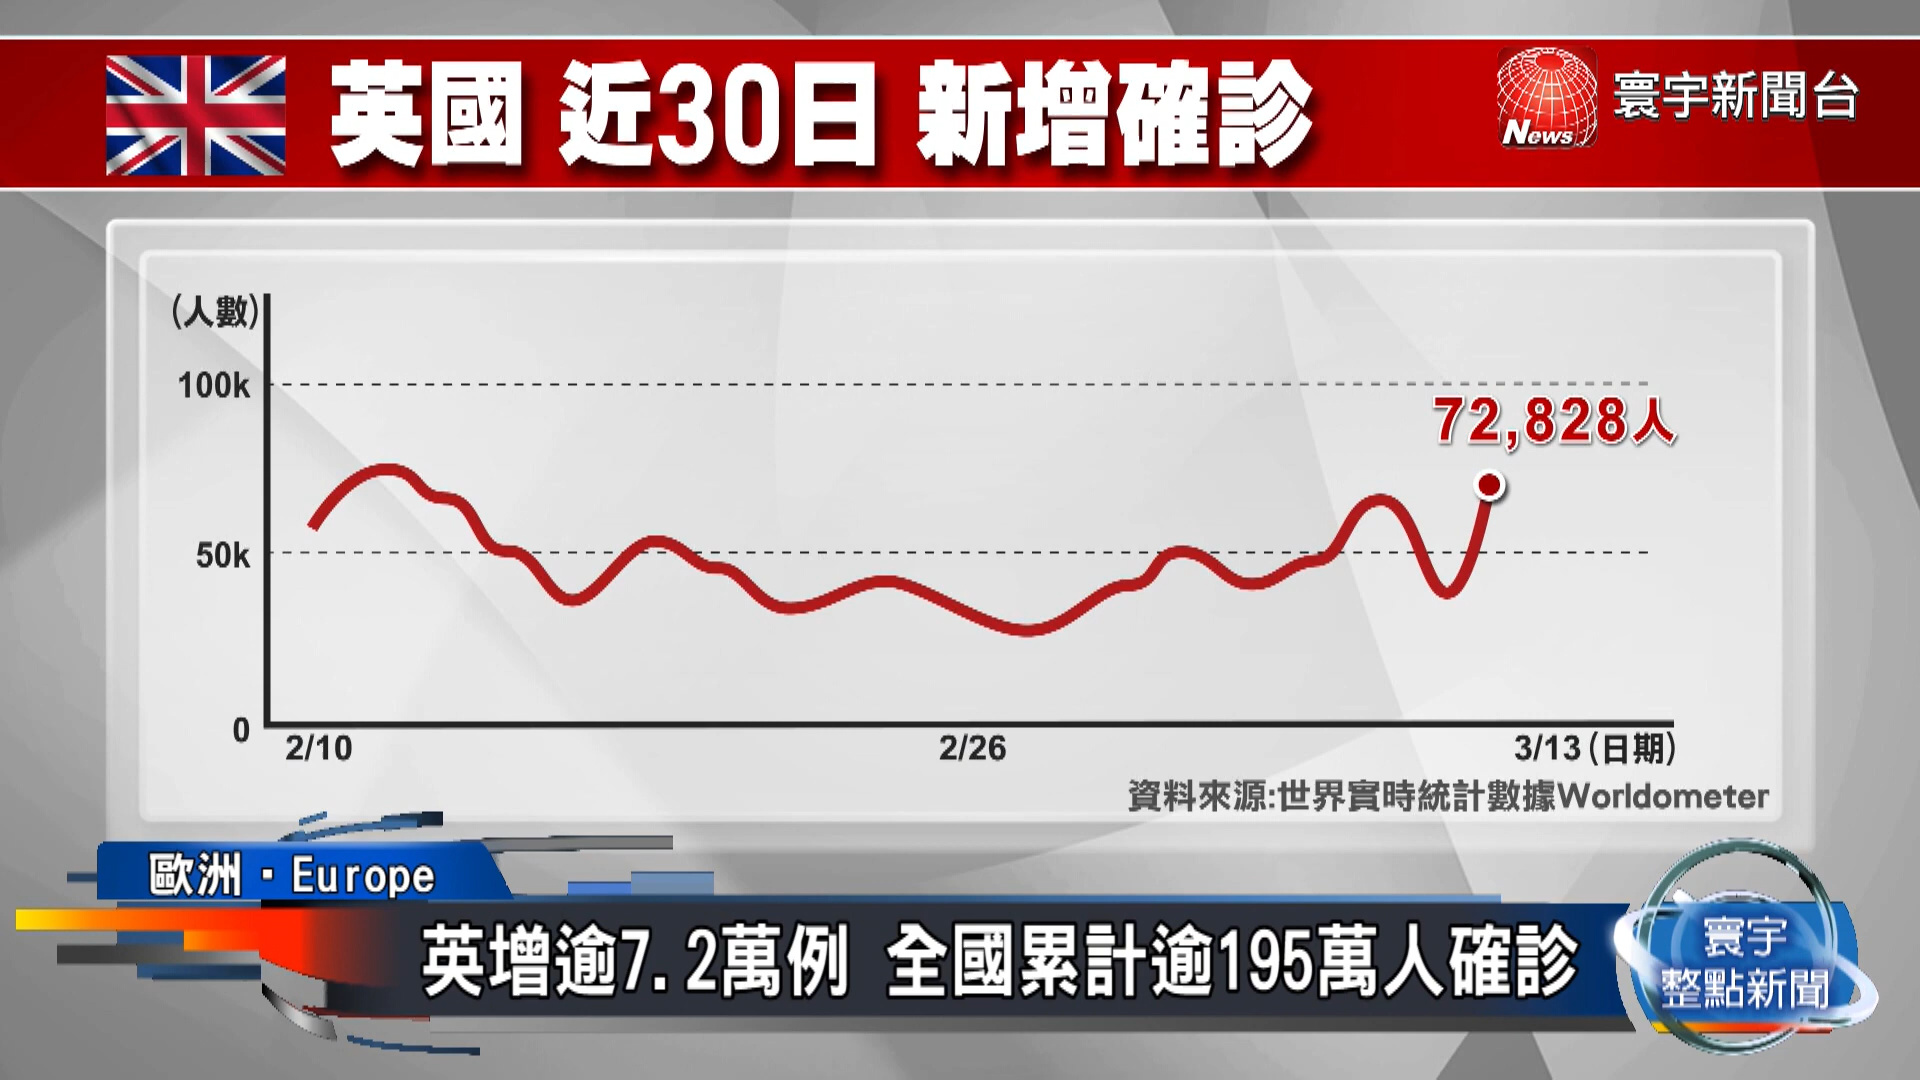 英國 近30日 新增確診
News
寰宇新聞台
(人數)
100k
72,828人
50k
0
2/10
2/26
3/13(日期)
資料來源:世界實時統計數據Worldometer
歐洲·Europe
英增逾7.2萬例 全國累計逾195萬人確診
寰宇
整點新聞